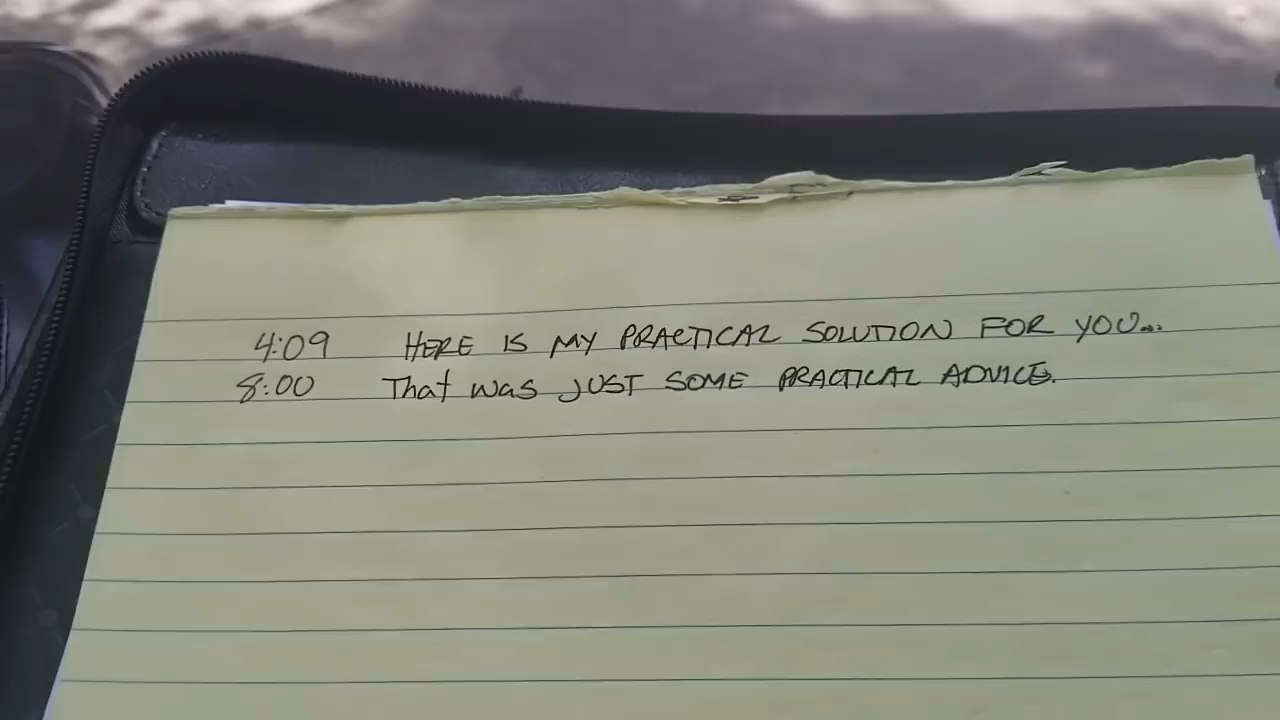 4:09 HERE IS MY PRACTICAL SOLUTION FOR YOU...
8:00 That was JUST SOME PRACTICAL ADVICE.